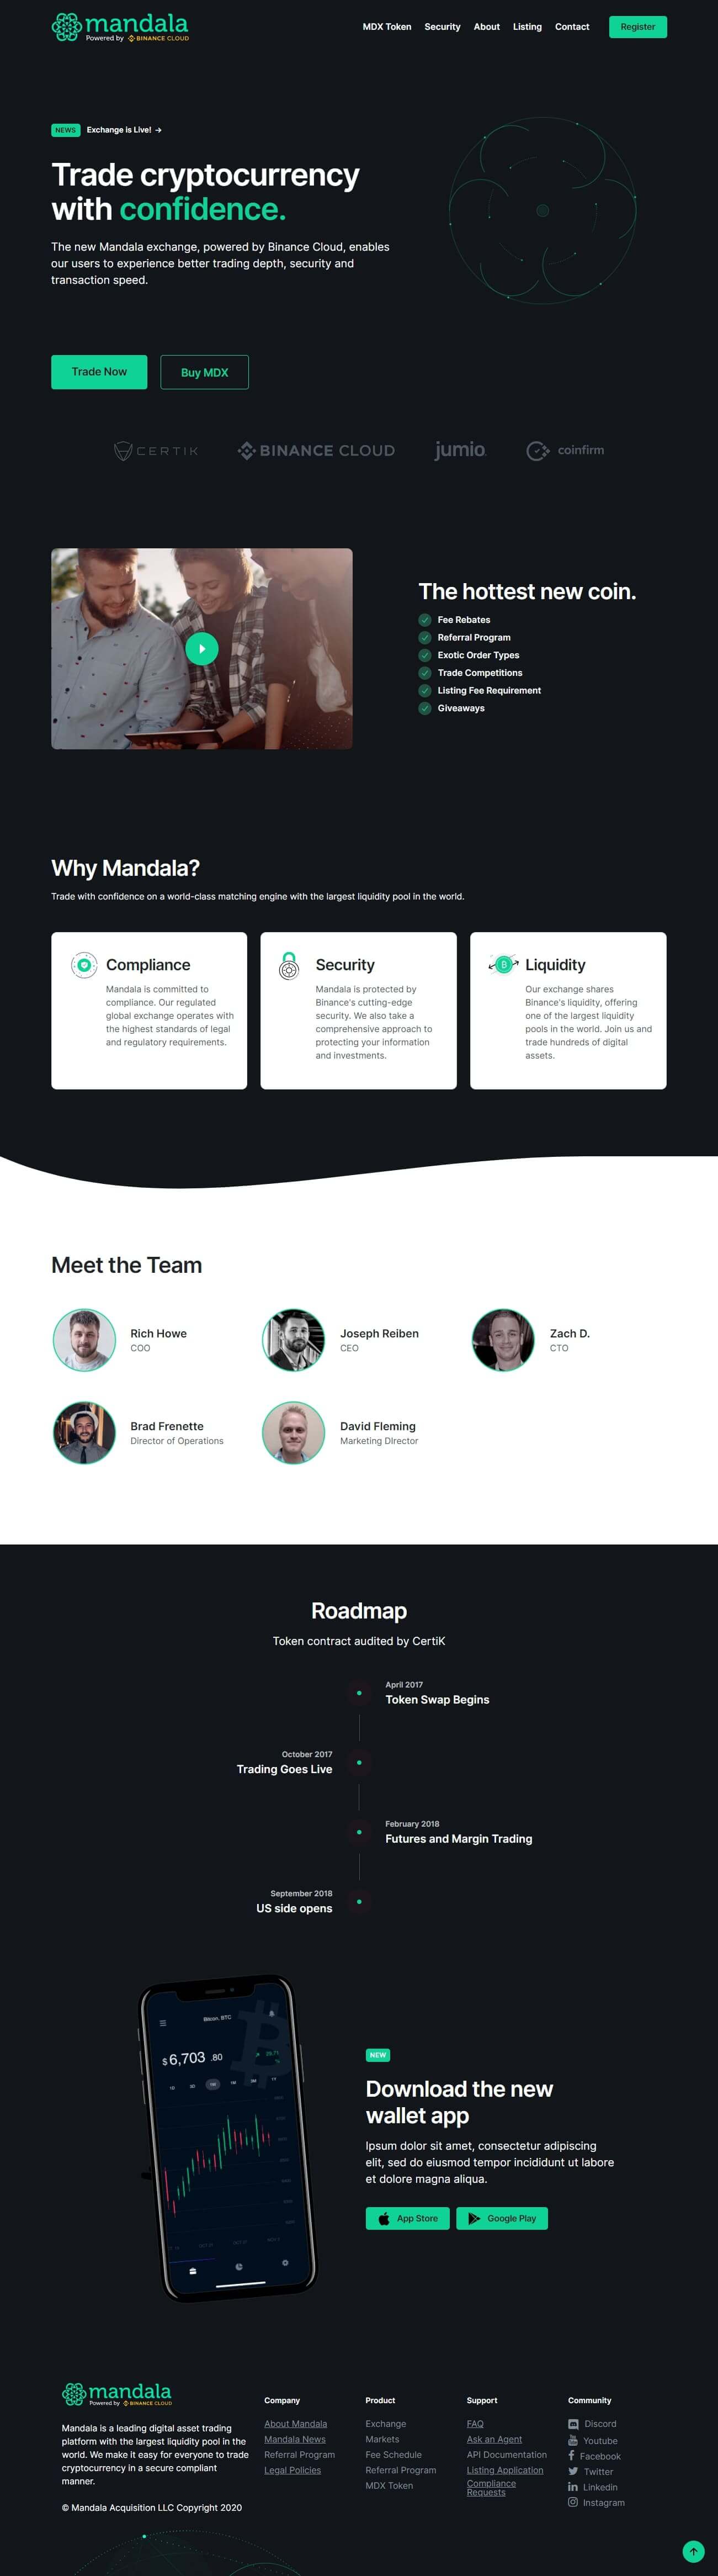 mandala
Powered by BINANCE CLOUD
MDX Token Security About Listing Contact Register
NEWS Exchange is Live! →
Trade cryptocurrency
with confidence.
The new Mandala exchange, powered by Binance Cloud, enables
our users to experience better trading depth, security and
transaction speed.
Trade Now Buy MDX
CERTIK BINANCE CLOUD jumio coinfirm
The hottest new coin.
Fee Rebates
Referral Program
Exotic Order Types
Trade Competitions
Listing Fee Requirement
Giveaways
Why Mandala?
Trade with confidence on a world-class matching engine with the largest liquidity pool in the world.
Compliance
Mandala is committed to
compliance. Our regulated
global exchange operates with
the highest standards of legal
and regulatory requirements.
Security
Mandala is protected by
Binance's cutting-edge
security. We also take a
comprehensive approach to
protecting your information
and investments.
Liquidity
Our exchange shares
Binance's liquidity, offering
one of the largest liquidity
pools in the world. Join us and
trade hundreds of digital
assets.
Meet the Team
Rich Howe
COO
Joseph Reiben
CEO
Zach D.
CTO
Brad Frenette
Director of Operations
David Fleming
Marketing DIrector
Roadmap
Token contract audited by CertiK
April 2017
Token Swap Begins
October 2017
Trading Goes Live
February 2018
Futures and Margin Trading
September 2018
US side opens
Bitcoin, BTC
$6,703.80
NEW
Download the new
wallet app
Ipsum dolor sit amet, consectetur adipiscing
elit, sed do eiusmod tempor incididunt ut labore
et dolore magna aliqua.
App Store Google Play
mandala
Powered by BINANCE CLOUD
Mandala is a leading digital asset trading
platform with the largest liquidity pool in the
world. We make it easy for everyone to trade
cryptocurrency in a secure compliant
manner.
© Mandala Acquisition LLC Copyright 2020
Company
About Mandala
Mandala News
Referral Program
Legal Policies
Product
Exchange
Markets
Fee Schedule
Referral Program
MDX Token
Support
FAQ
Ask an Agent
API Documentation
Listing Application
Compliance
Requests
Community
Discord
Youtube
Facebook
Twitter
Linkedin
Instagram